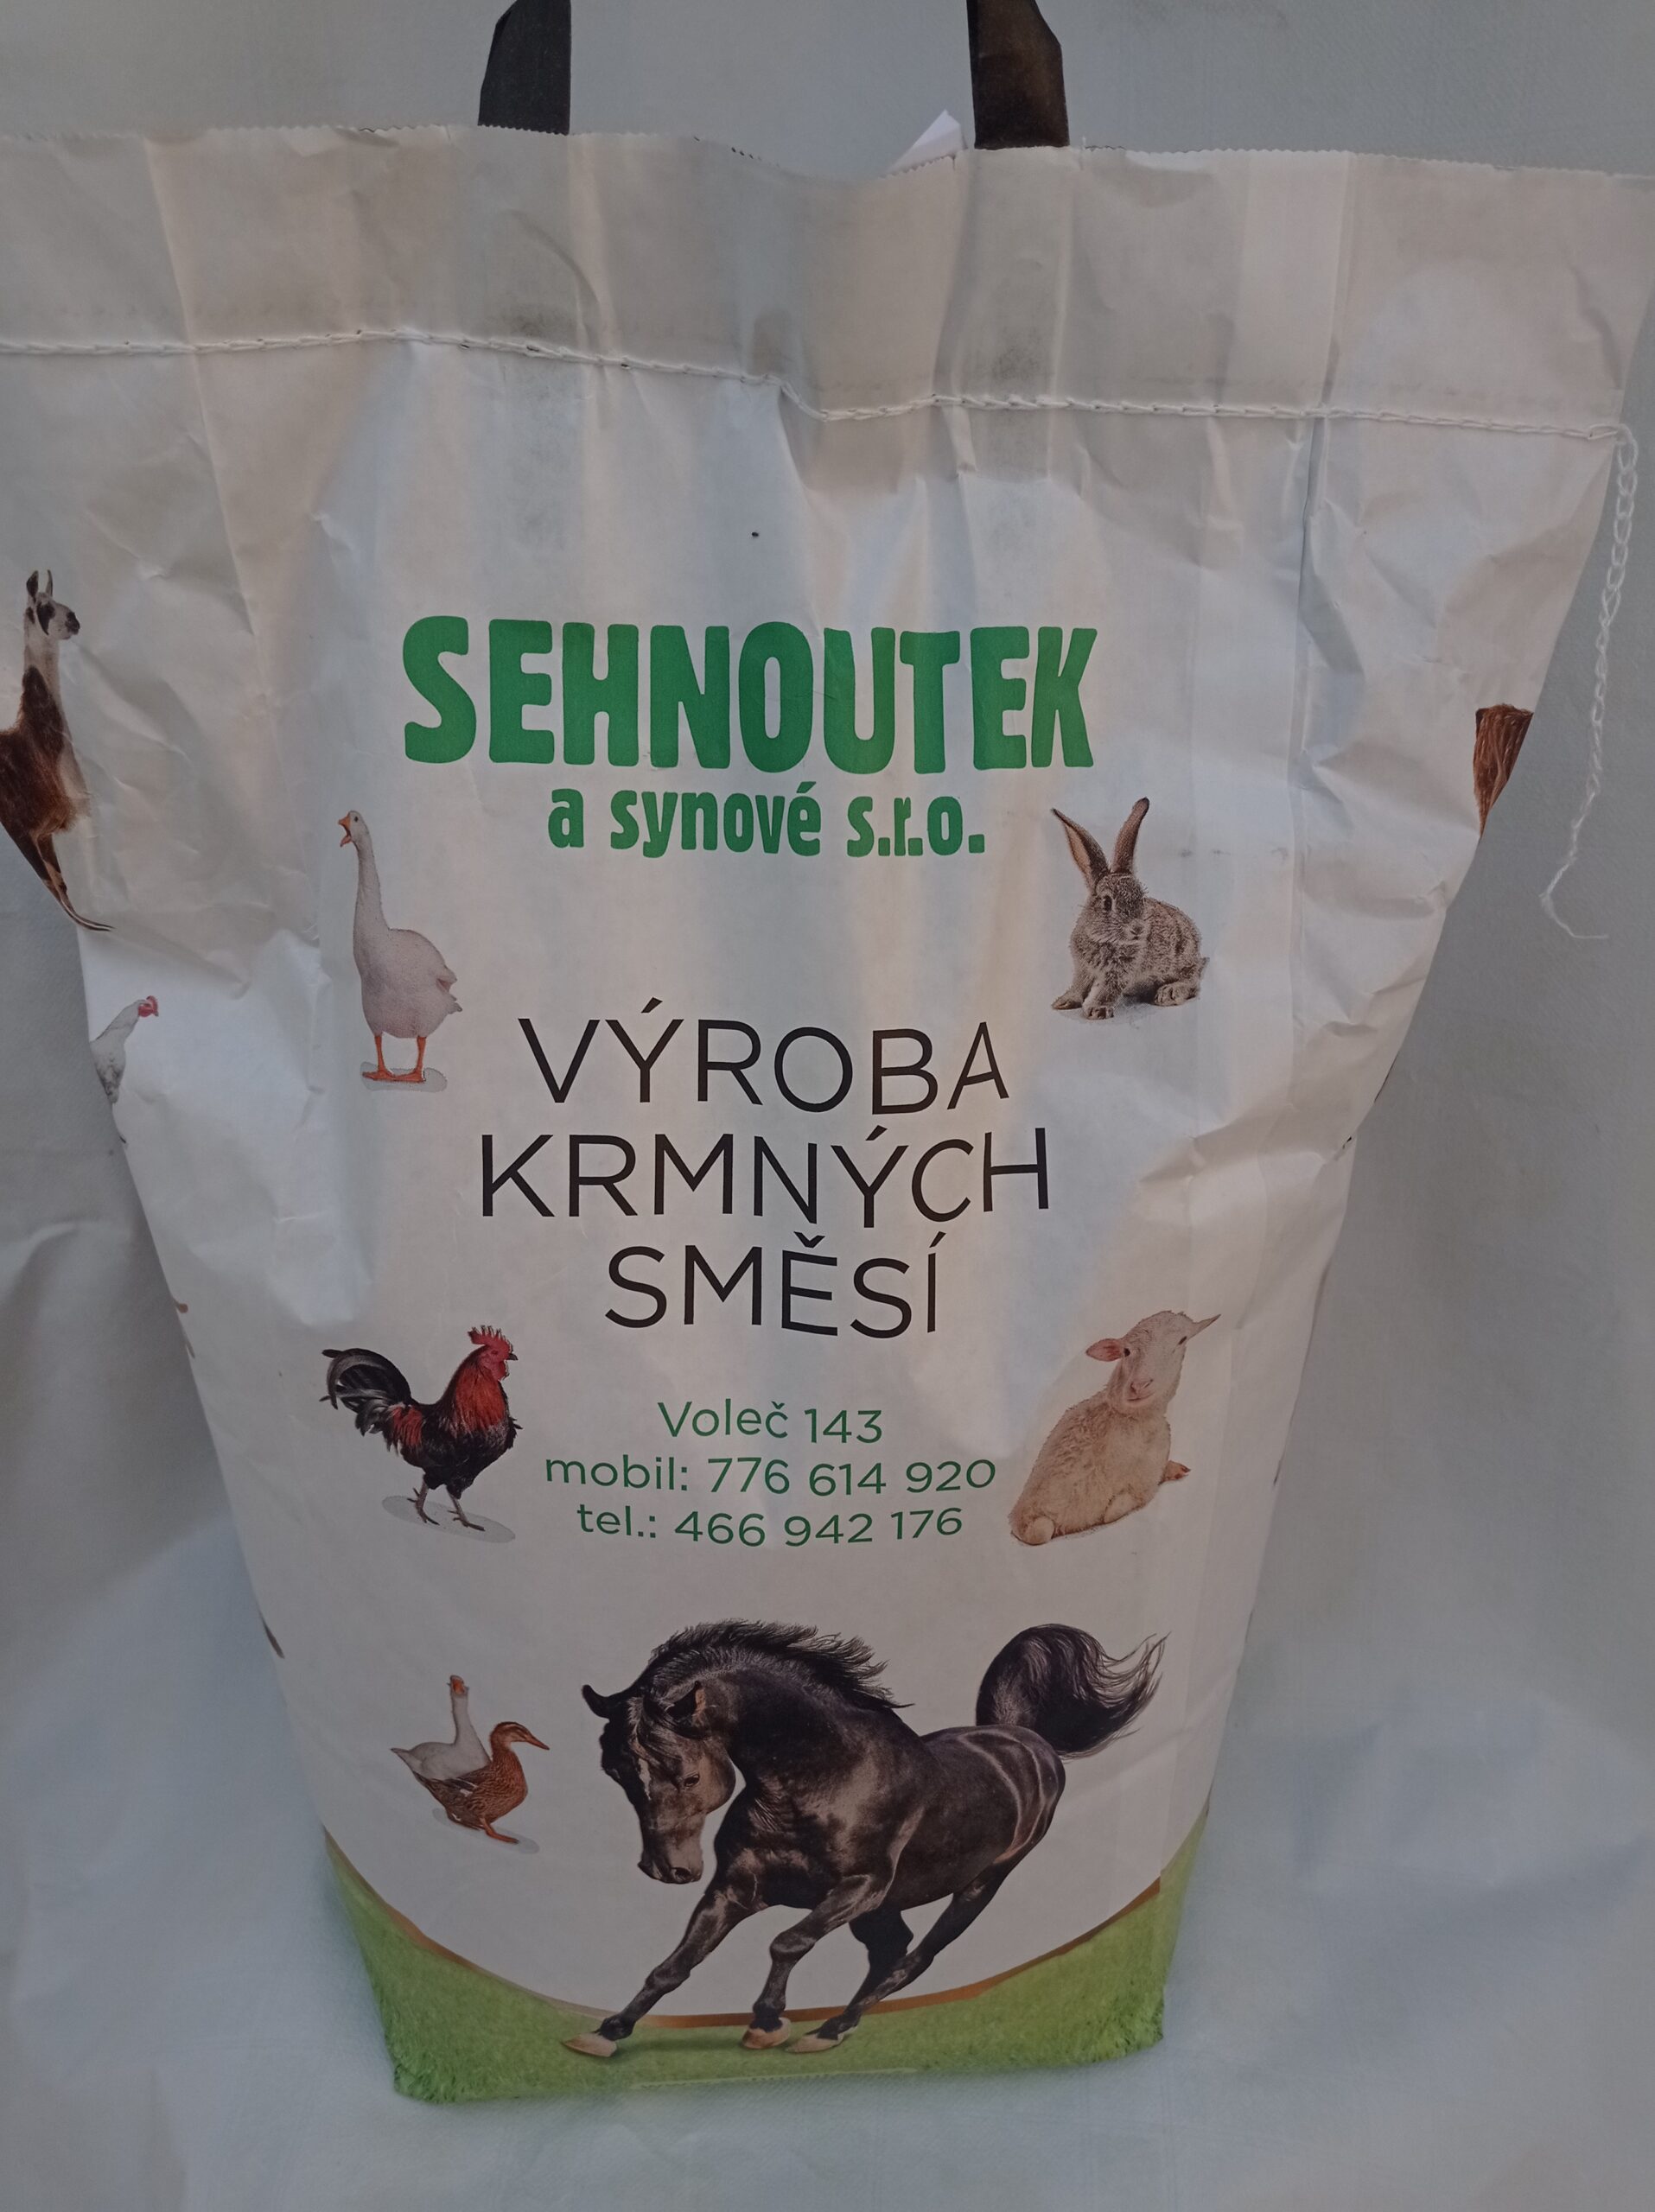 SEHNOUTEK
a synové s.r.o.
VÝROBA
KRMNÝCH
SMĚSÍ
Voleč 143
mobil: 776 614 920
tel.: 466 942 176